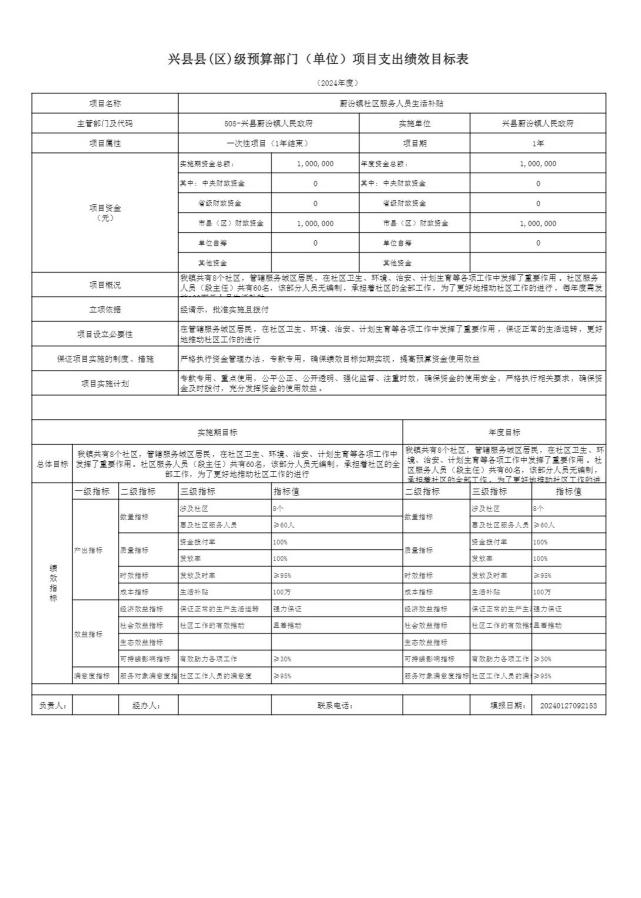 兴县县(区)级预算部门（单位）项目支出绩效目标表
（2024年度）
项目名称 蔚汾镇社区服务人员生活补贴
主管部门及代码 505-兴县蔚汾镇人民政府 实施单位 兴县蔚汾镇人民政府
项目属性 一次性项目（1年结束） 项目期 1年
项目资金
（元）
实施期资金总额： 1,000,000 年度资金总额： 1,000,000
其中：中央财政资金 0 其中：中央财政资金 0
省级财政资金 0 省级财政资金 0
市县（区）财政资金 1,000,000 市县（区）财政资金 1,000,000
单位自筹 0 单位自筹 0
其他资金 其他资金
项目概况
我镇共有8个社区，管辖服务城区居民，在社区卫生、环境、治安、计划生育等各项工作中发挥了重要作用。社区服务
人员（段主任）共有60名，该部分人员无编制，承担着社区的全部工作，为了更好地推动社区工作的进行，每年度需发
立项依据 经请示，批准实施且拨付
项目设立必要性
在管辖服务城区居民，在社区卫生、环境、治安、计划生育等各项工作中发挥了重要作用，保证正常的生活运转，更好
地推动社区工作的进行
保证项目实施的制度、措施 严格执行资金管理办法，专款专用，确保绩效目标如期实现，提高预算资金使用效益
项目实施计划
专款专用、重点使用，公平公正、公开透明、强化监督、注重时效，确保资金的使用安全，严格执行相关要求，确保资
金及时拨付，充分发挥资金的使用效益。
实施期目标 年度目标
总体目标
我镇共有8个社区，管辖服务城区居民，在社区卫生、环境、治安、计划生育等各项工作中
发挥了重要作用。社区服务人员（段主任）共有60名，该部分人员无编制，承担着社区的全
部工作，为了更好地推动社区工作的进行
我镇共有8个社区，管辖服务城区居民，在社区卫生、环
境、治安、计划生育等各项工作中发挥了重要作用。社
区服务人员（段主任）共有60名，该部分人员无编制，
承担着社区的全部工作，为了更好地推动社区工作的进
绩效指标
一级指标 二级指标 三级指标 指标值 二级指标 三级指标 指标值
产出指标
数量指标 涉及社区 8个 数量指标 涉及社区 8个
惠及社区服务人员 ≥60人 惠及社区服务人员 ≥60人
质量指标 资金拨付率 100% 质量指标 资金拨付率 100%
发放率 100% 发放率 100%
时效指标 发放及时率 ≥95% 时效指标 发放及时率 ≥95%
成本指标 生活补贴 100万 成本指标 生活补贴 100万
效益指标
经济效益指标 保证正常的生产生活运转 强力保证 经济效益指标 保证正常的生产生 强力保证
社会效益指标 社区工作的有效推动 显着推动 社会效益指标 社区工作的有效推 显着推动
生态效益指标 生态效益指标
可持续影响指标 有效助力各项工作 ≥30% 可持续影响指标 有效助力各项工作 ≥30%
满意度指标 服务对象满意度指 社区工作人员的满意度 ≥95% 服务对象满意度指标 社区工作人员的满 ≥95%
负责人： 经办人： 联系电话： 填报日期： 20240127092153